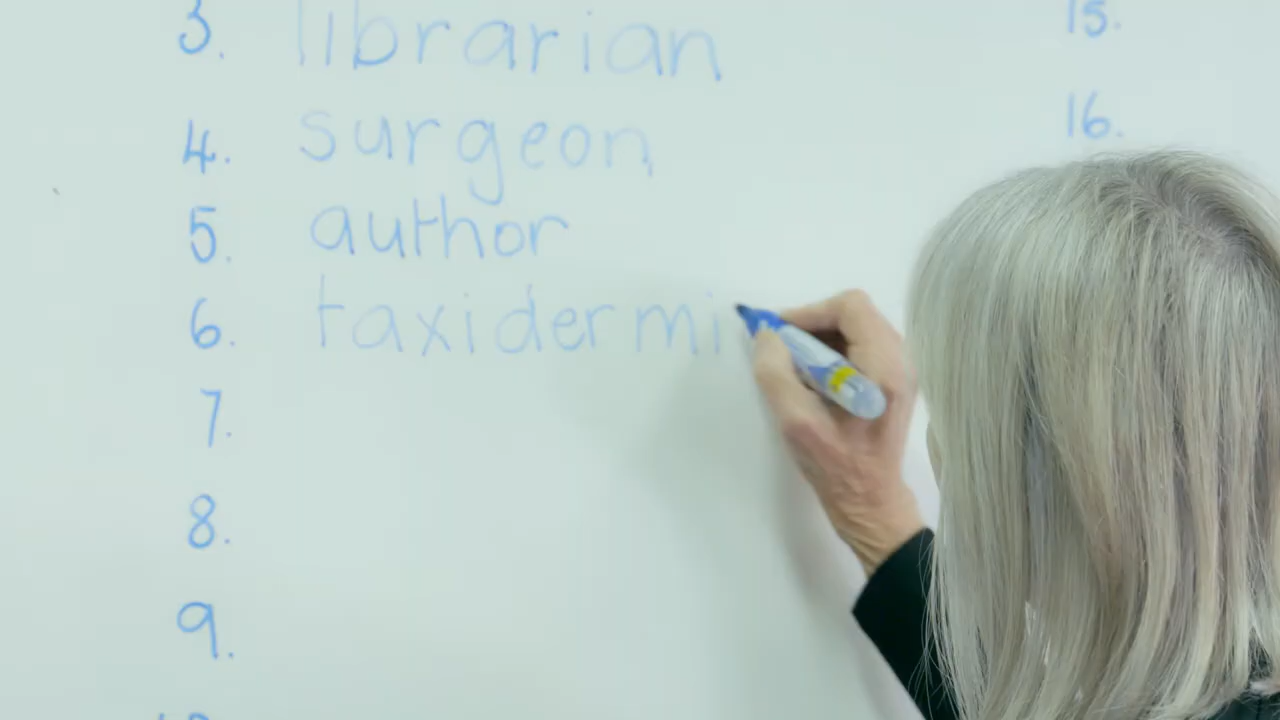 3. librarian
4. surgeon
5. author
6. taxidermi
7.
8.
9.
15.
16.